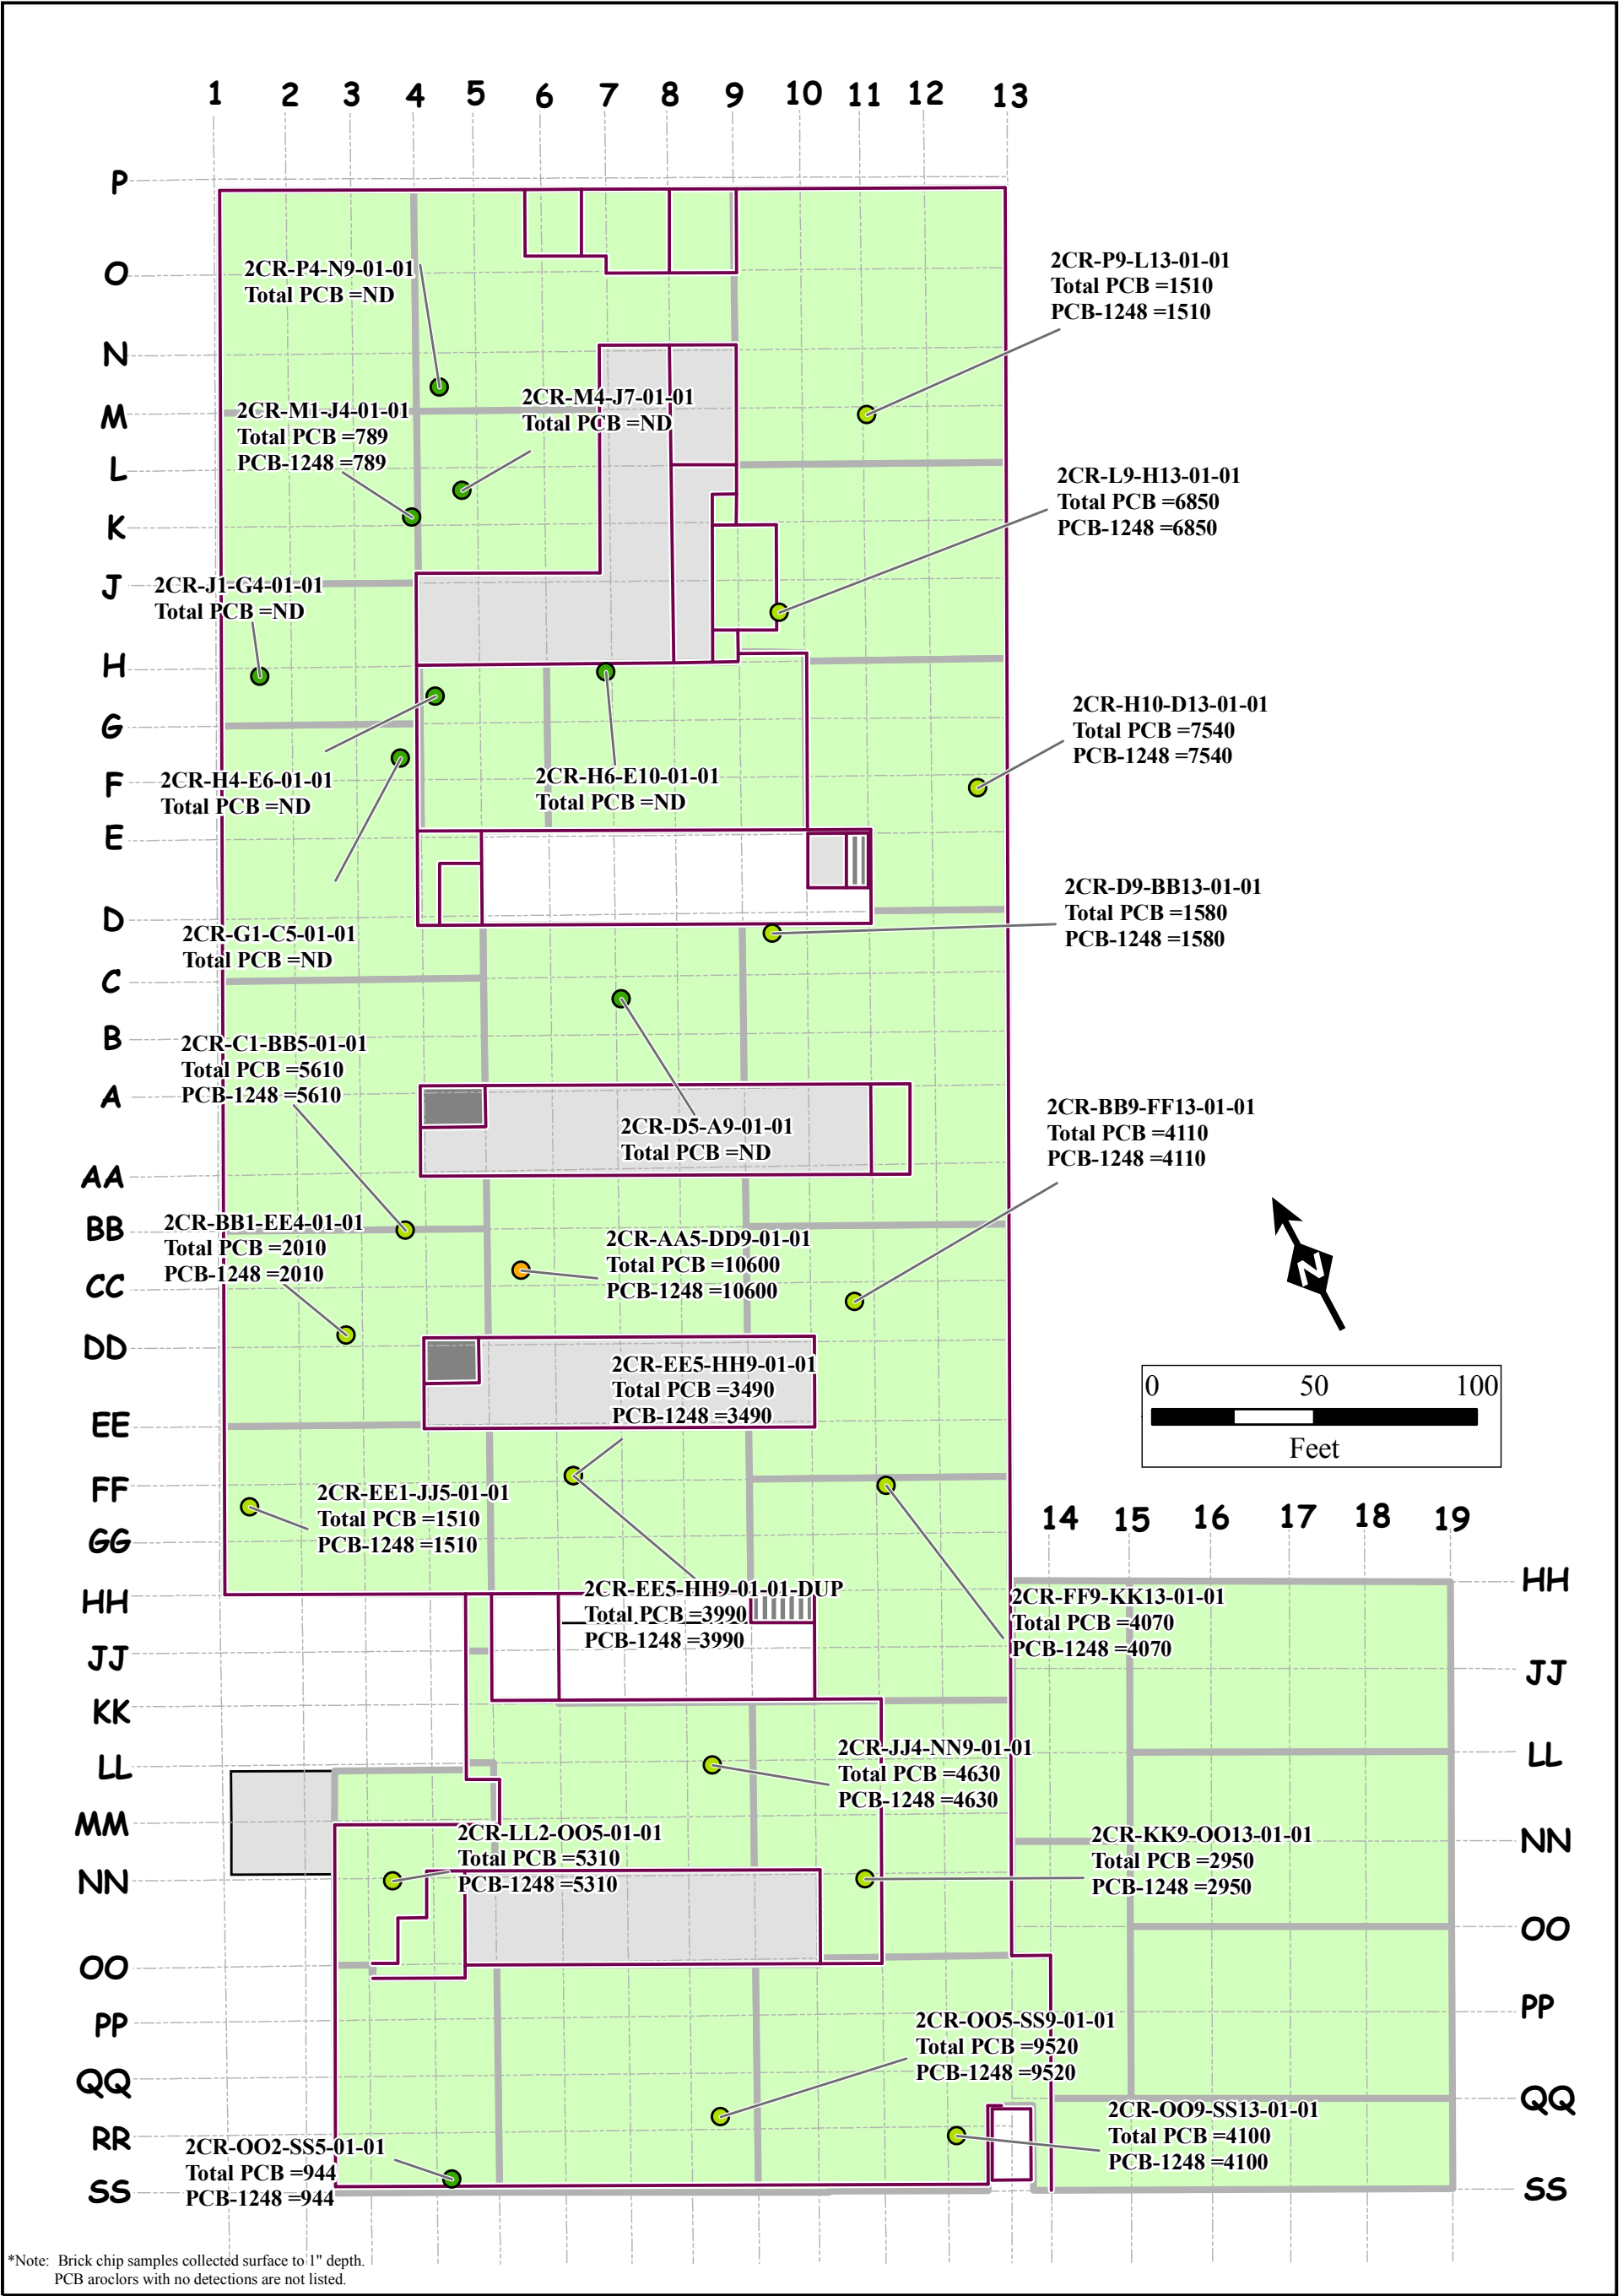 1 2 3 4 5 6 7 8 9 10 11 12 13
P
O
2CR-P4-N9-01-01
Total PCB =ND
2CR-P9-L13-01-01
Total PCB =1510
PCB-1248 =1510
N
M
2CR-M1-J4-01-01
Total PCB =789
PCB-1248 =789
2CR-M4-J7-01-01
Total PCB =ND
L
K
2CR-L9-H13-01-01
Total PCB =6850
PCB-1248 =6850
J
2CR-J1-G4-01-01
Total PCB =ND
H
G
2CR-H10-D13-01-01
Total PCB =7540
PCB-1248 =7540
F
2CR-H4-E6-01-01
Total PCB =ND
2CR-H6-E10-01-01
Total PCB =ND
E
D
2CR-D9-BB13-01-01
Total PCB =1580
PCB-1248 =1580
2CR-G1-C5-01-01
Total PCB =ND
C
B
2CR-C1-BB5-01-01
Total PCB =5610
PCB-1248 =5610
A
2CR-D5-A9-01-01
Total PCB =ND
2CR-BB9-FF13-01-01
Total PCB =4110
PCB-1248 =4110
AA
BB
2CR-BB1-EE4-01-01
Total PCB =2010
PCB-1248 =2010
2CR-AA5-DD9-01-01
Total PCB =10600
PCB-1248 =10600
N
CC
DD
2CR-EE5-HH9-01-01
Total PCB =3490
PCB-1248 =3490
0 50 100
Feet
EE
FF
2CR-EE1-JJ5-01-01
Total PCB =1510
PCB-1248 =1510
GG
14 15 16 17 18 19
HH
2CR-EE5-HH9-01-01-DUP
Total PCB =3990
PCB-1248 =3990
2CR-FF9-KK13-01-01
Total PCB =4070
PCB-1248 =4070
HH
JJ
JJ
KK
LL
2CR-JJ4-NN9-01-01
Total PCB =4630
PCB-1248 =4630
LL
MM
2CR-LL2-OO5-01-01
Total PCB =5310
PCB-1248 =5310
2CR-KK9-OO13-01-01
Total PCB =2950
PCB-1248 =2950
NN
NN
OO
OO
PP
2CR-OO5-SS9-01-01
Total PCB =9520
PCB-1248 =9520
PP
QQ
QQ
2CR-OO9-SS13-01-01
Total PCB =4100
PCB-1248 =4100
RR
2CR-OO2-SS5-01-01
Total PCB =944
PCB-1248 =944
SS
SS
*Note: Brick chip samples collected surface to 1" depth.
PCB aroclors with no detections are not listed.